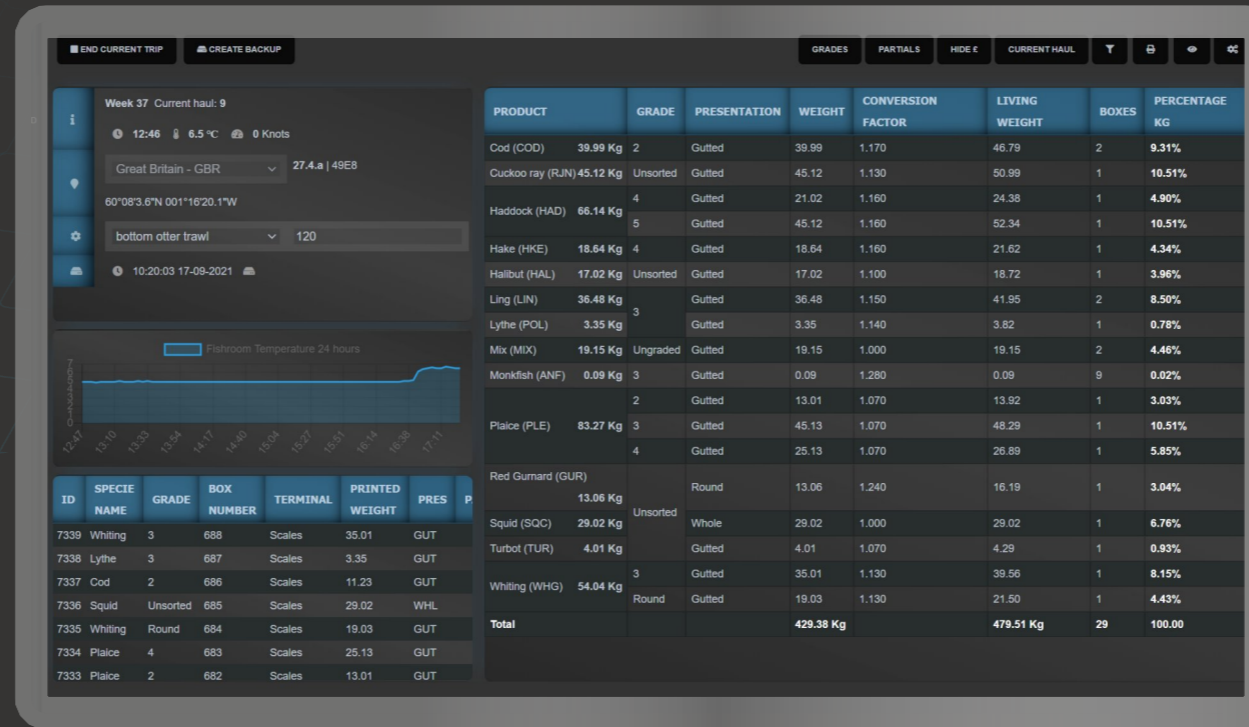 END CURRENT TRIP CREATE BACKUP GRADES PARTIALS HIDE £ CURRENT HAUL
Week 37 Current haul: 9
12:46 6.5 °C 0 Knots
Great Britain - GBR 27.4.a | 49E8
60°08'3.6"N 001°16'20.1"W
bottom otter trawl 120
10:20:03 17-09-2021
Fishroom Temperature 24 hours
7
6
5
4
3
2
1
0
12:47 13:10 13:33 13:54 14:17 14:40 15:04 15:27 15:51 16:14 16:38 17:11
ID SPECIE NAME GRADE BOX NUMBER TERMINAL PRINTED WEIGHT PRES P
7339 Whiting 3 688 Scales 35.01 GUT
7338 Lythe 3 687 Scales 3.35 GUT
7337 Cod 2 686 Scales 11.23 GUT
7336 Squid Unsorted 685 Scales 29.02 WHL
7335 Whiting Round 684 Scales 19.03 GUT
7334 Plaice 4 683 Scales 25.13 GUT
7333 Plaice 2 682 Scales 13.01 GUT
PRODUCT GRADE PRESENTATION WEIGHT CONVERSION FACTOR LIVING WEIGHT BOXES PERCENTAGE KG
Cod (COD) 39.99 Kg 2 Gutted 39.99 1.170 46.79 2 9.31%
Cuckoo ray (RJN) 45.12 Kg Unsorted Gutted 45.12 1.130 50.99 1 10.51%
Haddock (HAD) 66.14 Kg 4 Gutted 21.02 1.160 24.38 1 4.90%
5 Gutted 45.12 1.160 52.34 1 10.51%
Hake (HKE) 18.64 Kg 4 Gutted 18.64 1.160 21.62 1 4.34%
Halibut (HAL) 17.02 Kg Unsorted Gutted 17.02 1.100 18.72 1 3.96%
Ling (LIN) 36.48 Kg 3 Gutted 36.48 1.150 41.95 2 8.50%
Lythe (POL) 3.35 Kg Gutted 3.35 1.140 3.82 1 0.78%
Mix (MIX) 19.15 Kg Ungraded Gutted 19.15 1.000 19.15 2 4.46%
Monkfish (ANF) 0.09 Kg 3 Gutted 0.09 1.280 0.09 9 0.02%
Plaice (PLE) 83.27 Kg 2 Gutted 13.01 1.070 13.92 1 3.03%
3 Gutted 45.13 1.070 48.29 1 10.51%
4 Gutted 25.13 1.070 26.89 1 5.85%
Red Gurnard (GUR) 13.06 Kg Unsorted Round 13.06 1.240 16.19 1 3.04%
Squid (SQC) 29.02 Kg Whole 29.02 1.000 29.02 1 6.76%
Turbot (TUR) 4.01 Kg Gutted 4.01 1.070 4.29 1 0.93%
Whiting (WHG) 54.04 Kg 3 Gutted 35.01 1.130 39.56 1 8.15%
Round Gutted 19.03 1.130 21.50 1 4.43%
Total 429.38 Kg 479.51 Kg 29 100.00